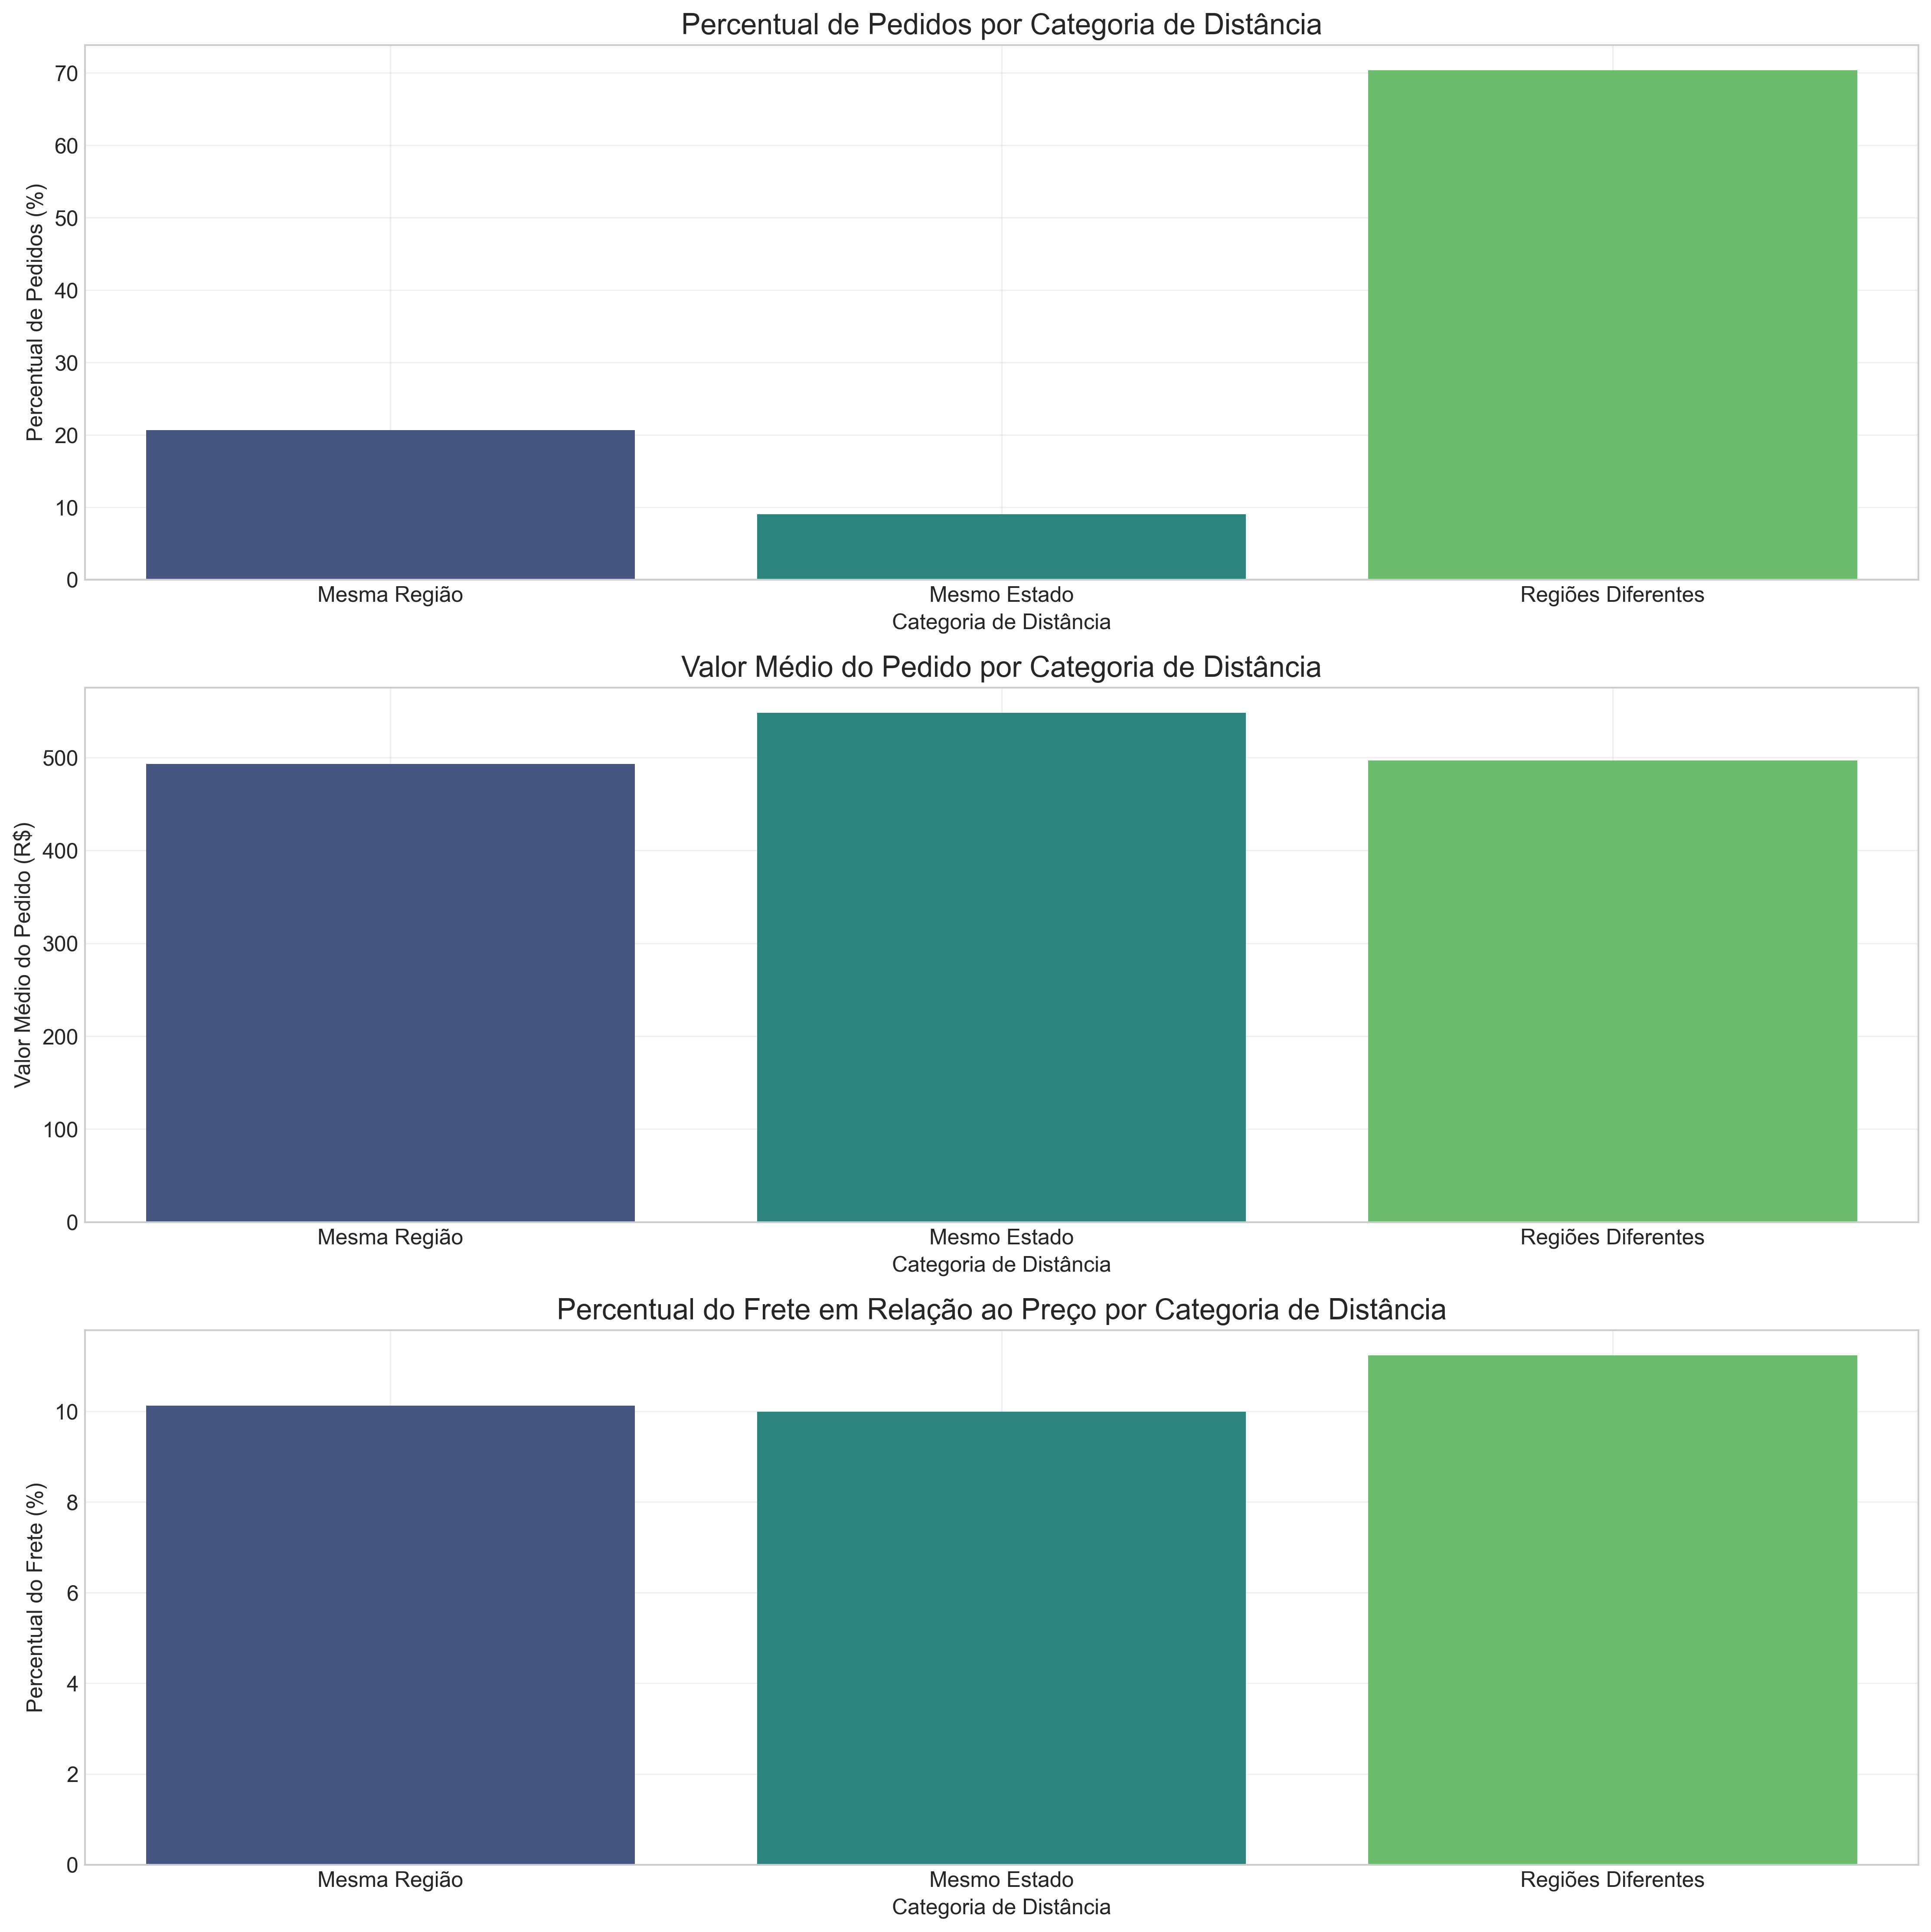 Percentual de Pedidos por Categoria de Distância
Percentual de Pedidos (%)
70
60
50
40
30
20
10
0
Mesma Região
Mesmo Estado
Regiões Diferentes
Categoria de Distância
Valor Médio do Pedido por Categoria de Distância
Valor Médio do Pedido (R$)
500
400
300
200
100
0
Mesma Região
Mesmo Estado
Regiões Diferentes
Categoria de Distância
Percentual do Frete em Relação ao Preço por Categoria de Distância
Percentual do Frete (%)
10
8
6
4
2
0
Mesma Região
Mesmo Estado
Regiões Diferentes
Categoria de Distância